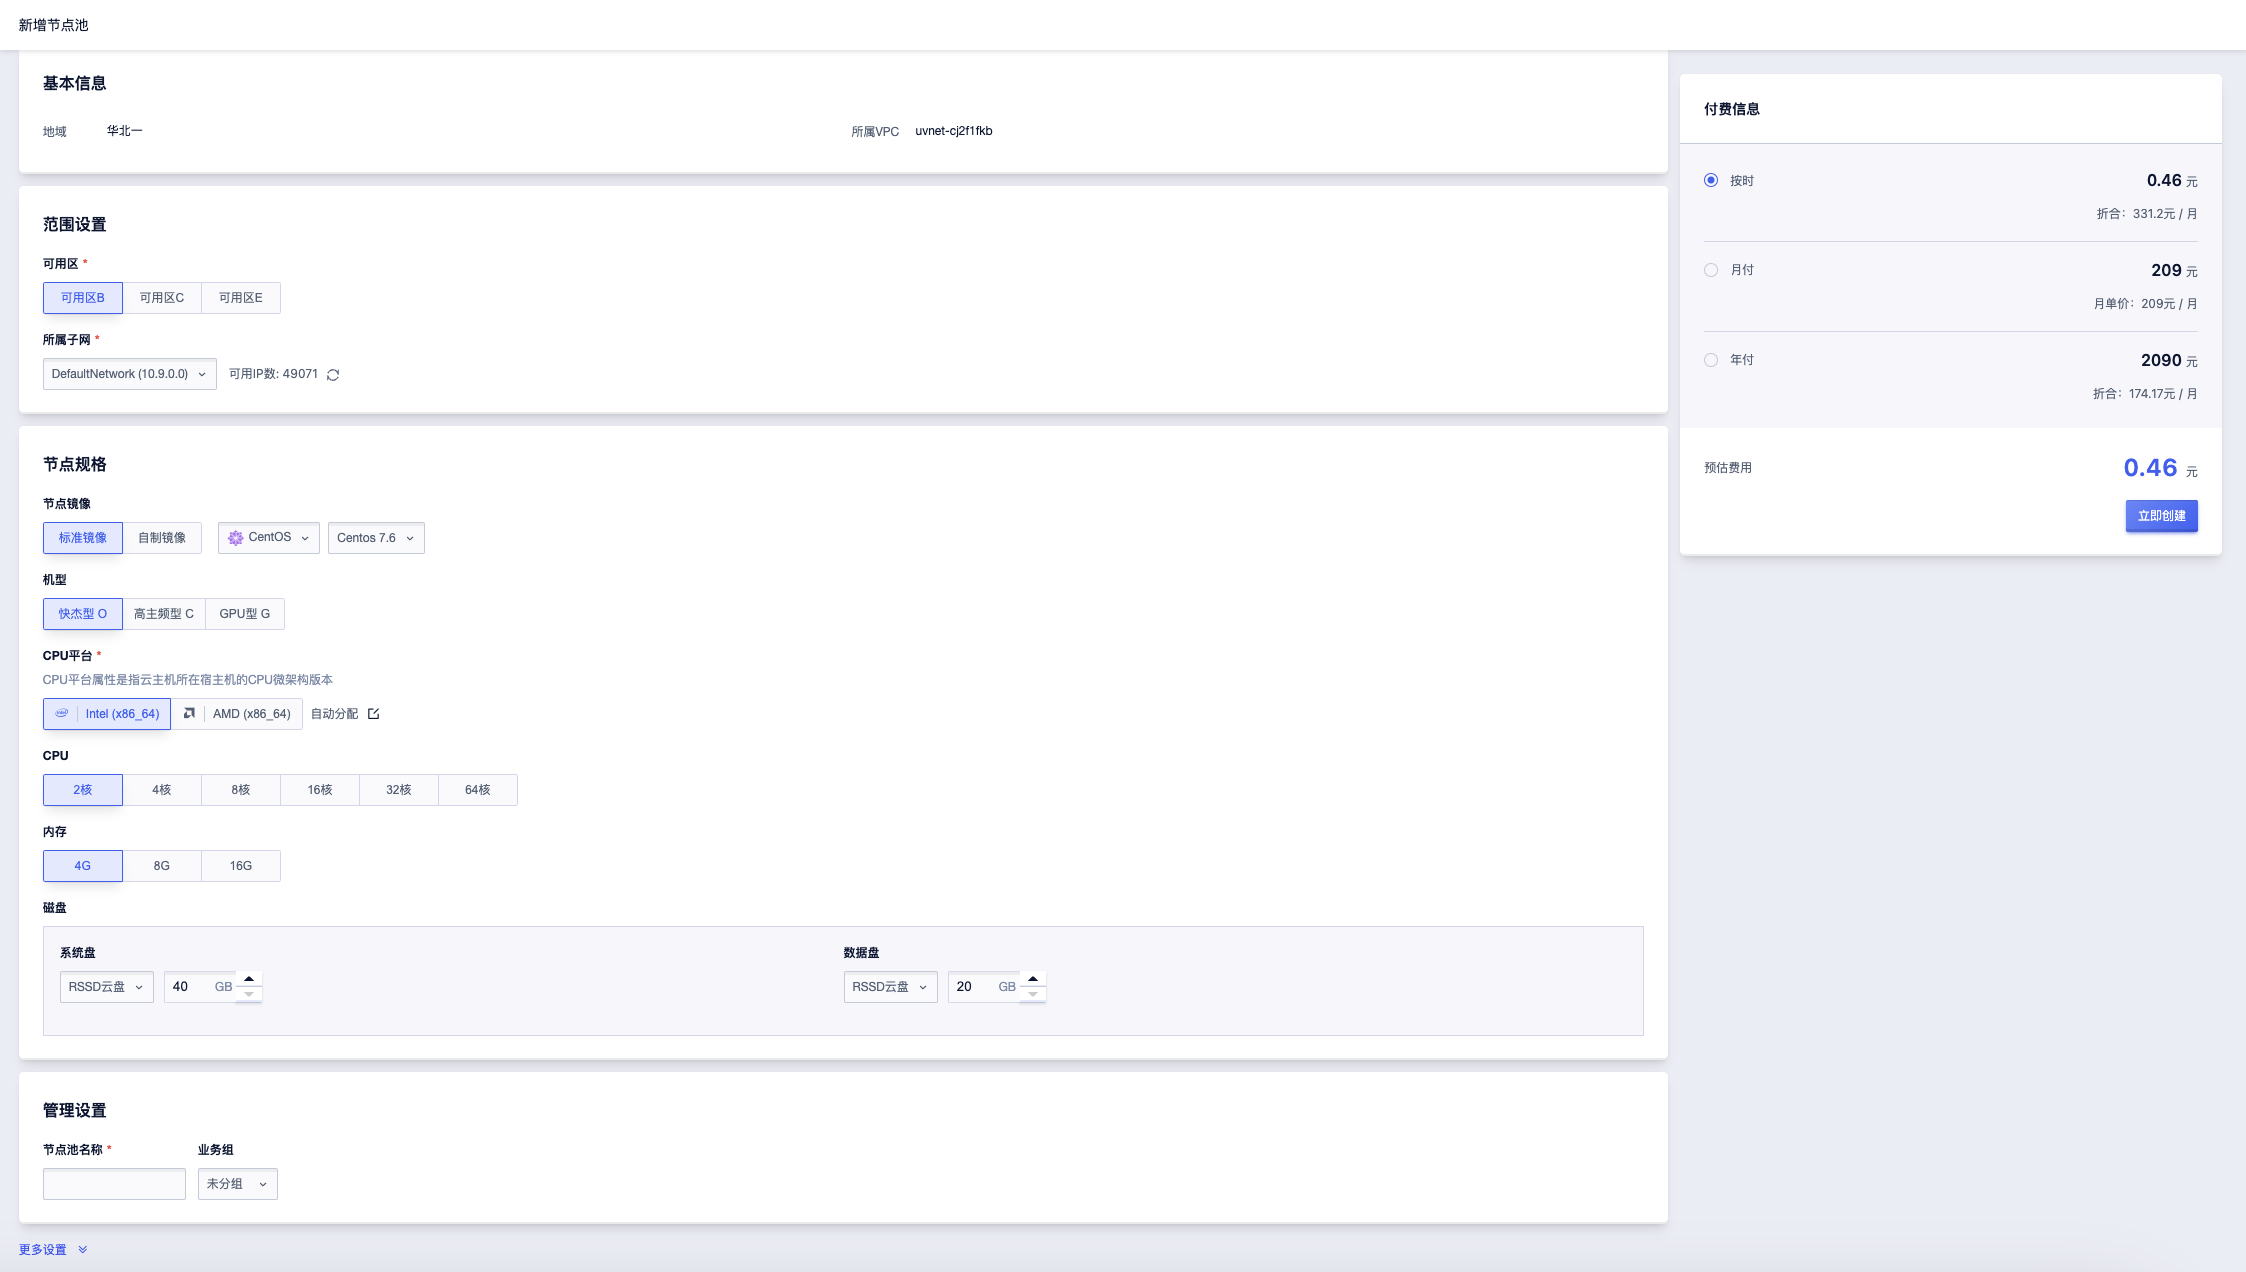 新增节点池
基本信息
地域 华北一 所属VPC uvnet-cj2f1fkb
范围设置
可用区 *
可用区B 可用区C 可用区E
所属子网 *
DefaultNetwork (10.9.0.0) 可用IP数: 49071
节点规格
节点镜像
标准镜像 自制镜像 CentOS Centos 7.6
机型
快杰型 O 高主频型 C GPU型 G
CPU平台 *
CPU平台属性是指云主机所在宿主机的CPU微架构版本
Intel (x86_64) AMD (x86_64) 自动分配
CPU
2核 4核 8核 16核 32核 64核
内存
4G 8G 16G
磁盘
系统盘 数据盘
RSSD云盘 40 GB RSSD云盘 20 GB
管理设置
节点池名称 * 业务组
未分组
更多设置
付费信息
按时 0.46 元
折合: 331.2元 / 月
月付 209 元
月单价: 209元 / 月
年付 2090 元
折合: 174.17元 / 月
预估费用 0.46 元
立即创建